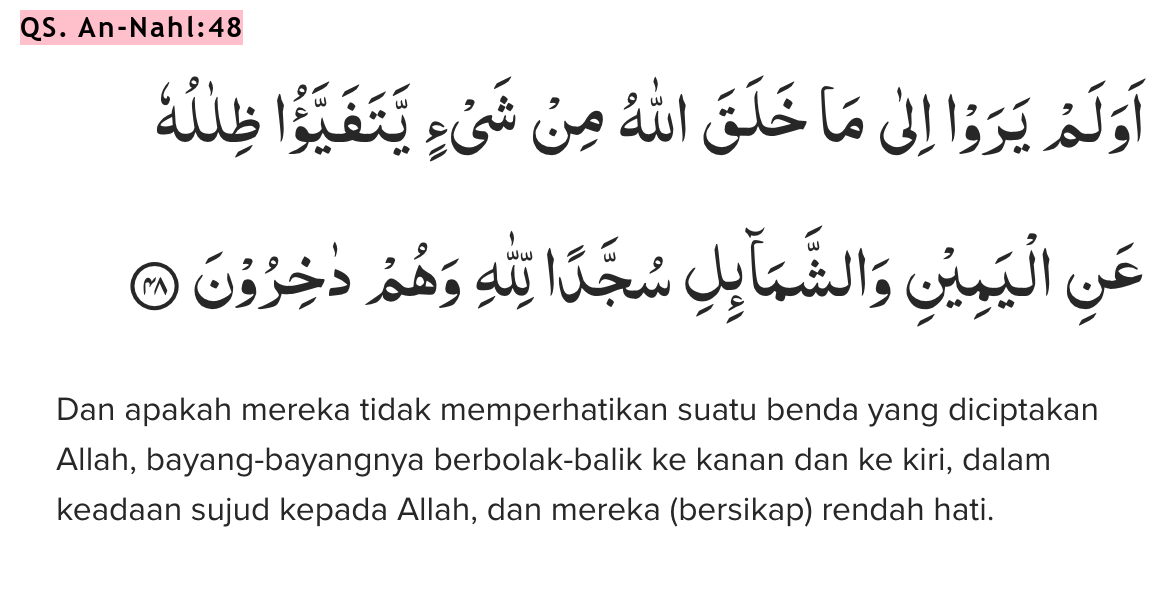 QS. An-Nahl:48
اَوَلَمْ يَرَوْا اِلٰى مَا خَلَقَ اللّٰهُ مِنْ شَيْءٍ يَّتَفَيَّؤُا ظِلٰلُهٗ
عَنِ الْيَمِيْنِ وَالشَّمَاۤىِٕلِ سُجَّدًا لِّلّٰهِ وَهُمْ دٰخِرُوْنَ ٤٨
Dan apakah mereka tidak memperhatikan suatu benda yang diciptakan
Allah, bayang-bayangnya berbolak-balik ke kanan dan ke kiri, dalam
keadaan sujud kepada Allah, dan mereka (bersikap) rendah hati.